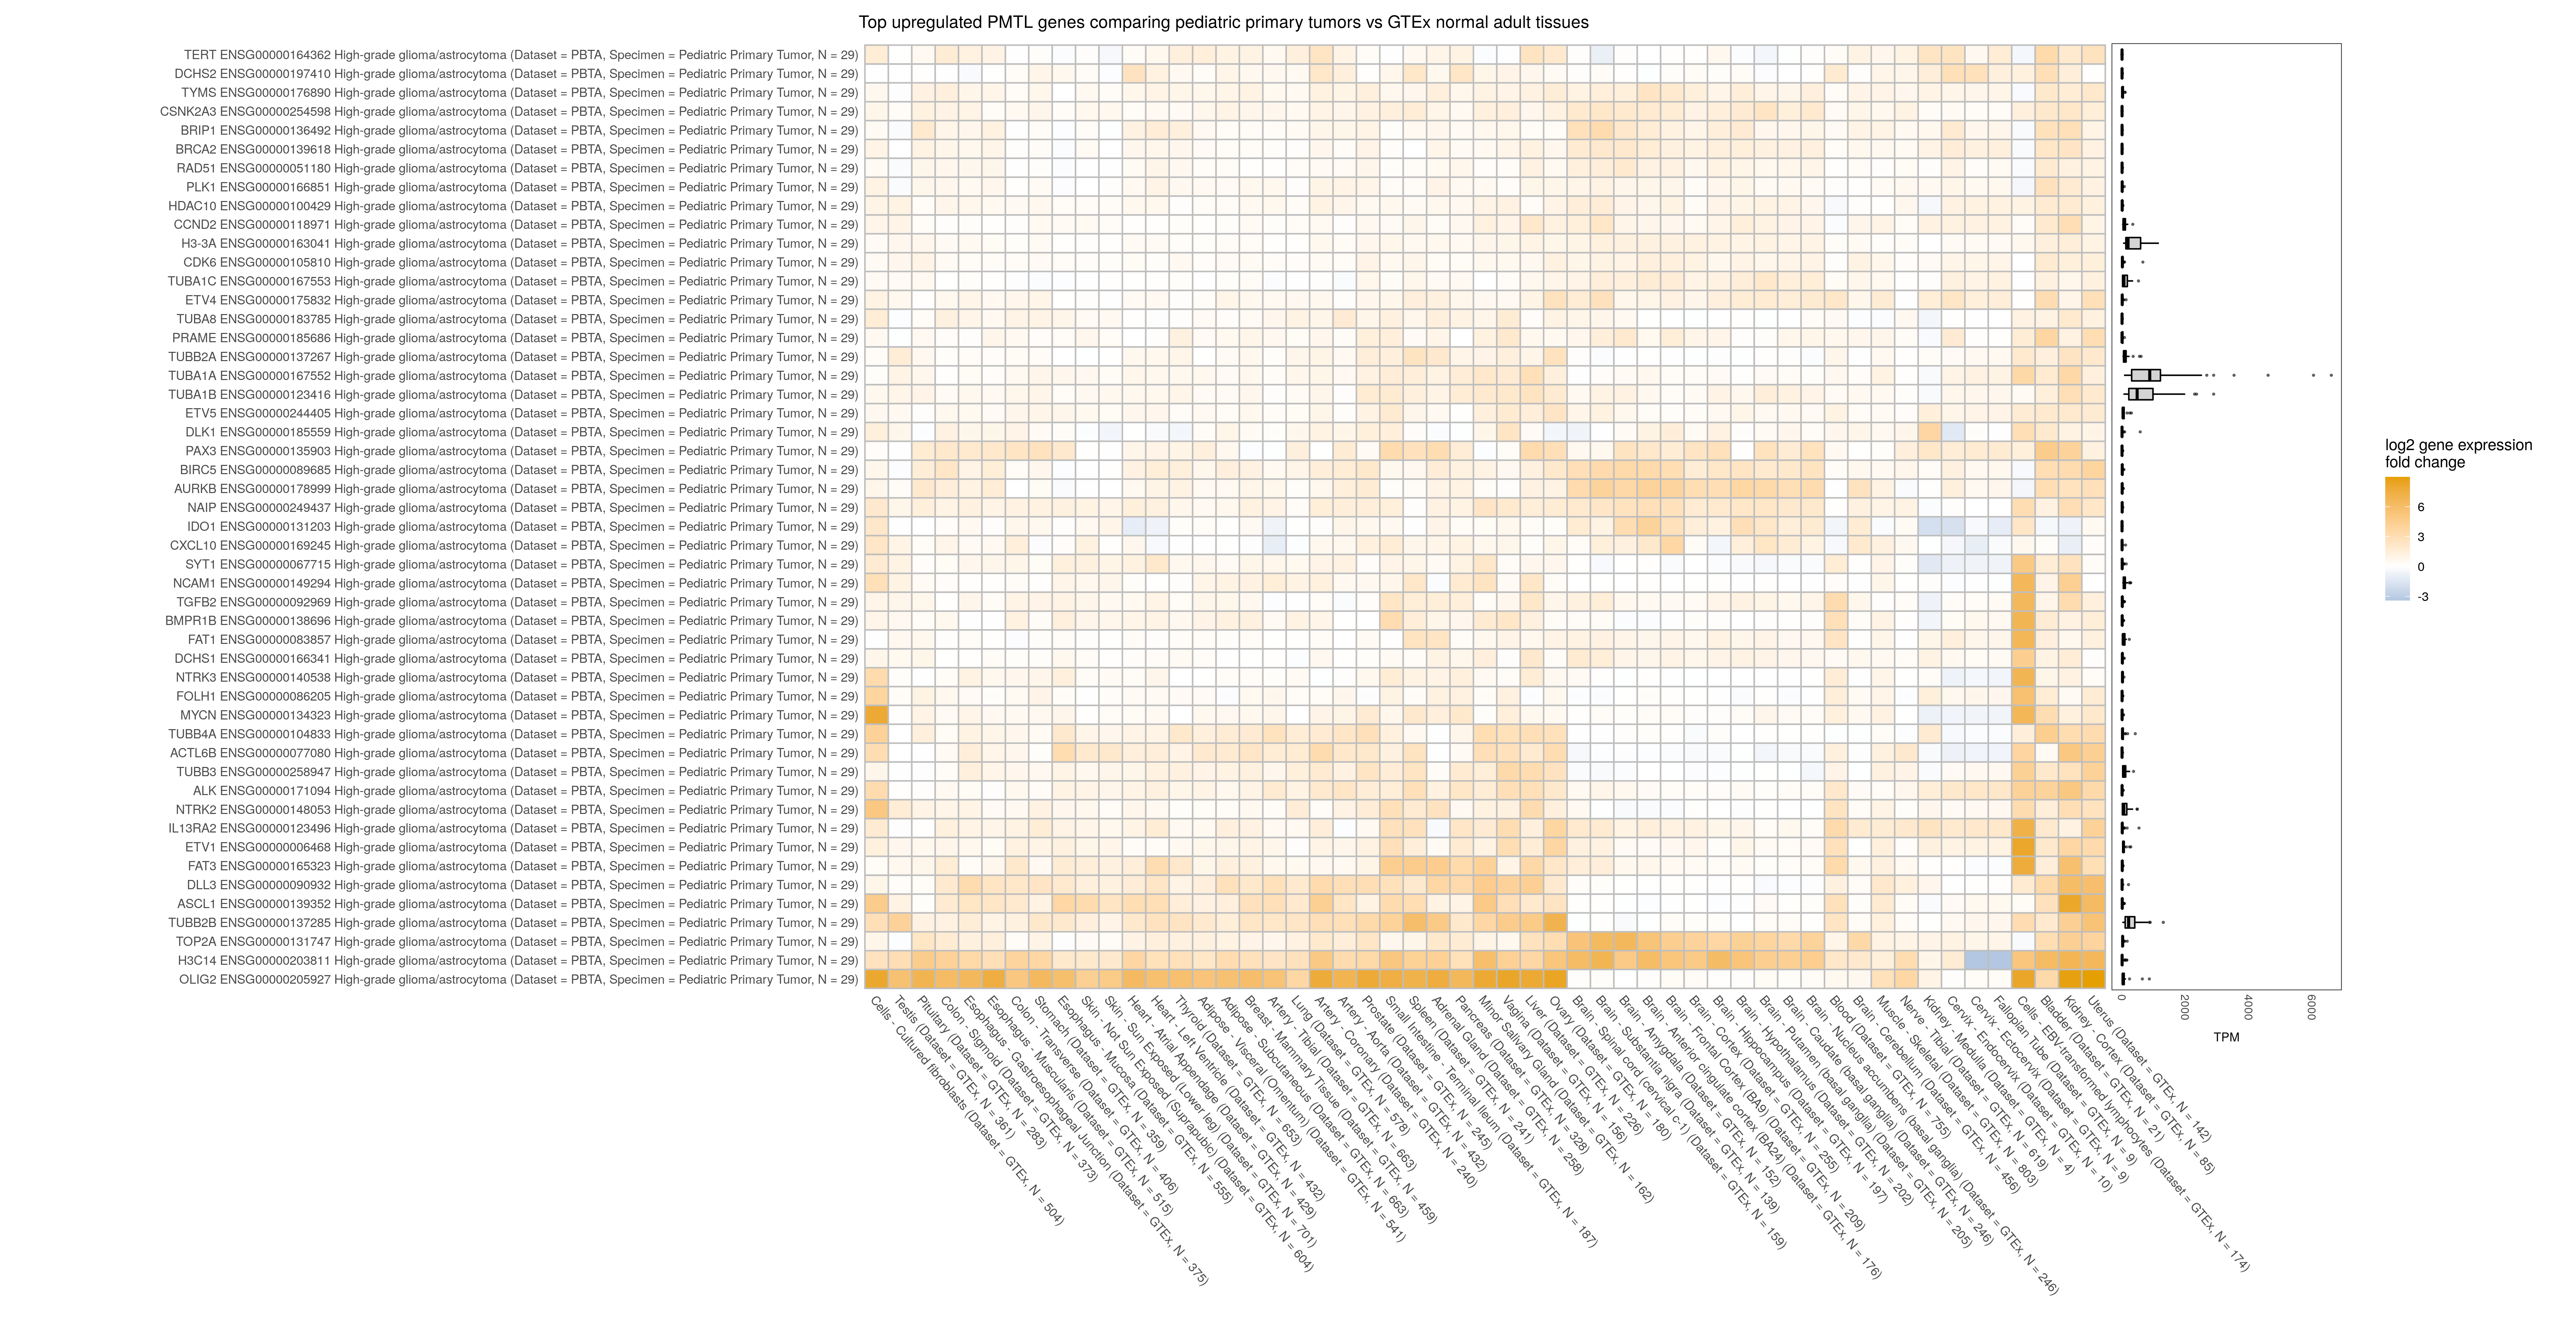 Top upregulated PMTL genes comparing pediatric primary tumors vs GTEx normal adult tissues
TERT ENSG00000164362 High-grade glioma/astrocytoma (Dataset = PBTA, Specimen = Pediatric Primary Tumor, N = 29)
DCHS2 ENSG00000197410 High-grade glioma/astrocytoma (Dataset = PBTA, Specimen = Pediatric Primary Tumor, N = 29)
TYMS ENSG00000176890 High-grade glioma/astrocytoma (Dataset = PBTA, Specimen = Pediatric Primary Tumor, N = 29)
CSNK2A3 ENSG00000254598 High-grade glioma/astrocytoma (Dataset = PBTA, Specimen = Pediatric Primary Tumor, N = 29)
BRIP1 ENSG00000136492 High-grade glioma/astrocytoma (Dataset = PBTA, Specimen = Pediatric Primary Tumor, N = 29)
BRCA2 ENSG00000139618 High-grade glioma/astrocytoma (Dataset = PBTA, Specimen = Pediatric Primary Tumor, N = 29)
RAD51 ENSG00000051180 High-grade glioma/astrocytoma (Dataset = PBTA, Specimen = Pediatric Primary Tumor, N = 29)
PLK1 ENSG00000166851 High-grade glioma/astrocytoma (Dataset = PBTA, Specimen = Pediatric Primary Tumor, N = 29)
HDAC10 ENSG00000100429 High-grade glioma/astrocytoma (Dataset = PBTA, Specimen = Pediatric Primary Tumor, N = 29)
CCND2 ENSG00000118971 High-grade glioma/astrocytoma (Dataset = PBTA, Specimen = Pediatric Primary Tumor, N = 29)
H3-3A ENSG00000163041 High-grade glioma/astrocytoma (Dataset = PBTA, Specimen = Pediatric Primary Tumor, N = 29)
CDK6 ENSG00000105810 High-grade glioma/astrocytoma (Dataset = PBTA, Specimen = Pediatric Primary Tumor, N = 29)
TUBA1C ENSG00000167553 High-grade glioma/astrocytoma (Dataset = PBTA, Specimen = Pediatric Primary Tumor, N = 29)
ETV4 ENSG00000175832 High-grade glioma/astrocytoma (Dataset = PBTA, Specimen = Pediatric Primary Tumor, N = 29)
TUBA8 ENSG00000183785 High-grade glioma/astrocytoma (Dataset = PBTA, Specimen = Pediatric Primary Tumor, N = 29)
PRAME ENSG00000185686 High-grade glioma/astrocytoma (Dataset = PBTA, Specimen = Pediatric Primary Tumor, N = 29)
TUBB2A ENSG00000137267 High-grade glioma/astrocytoma (Dataset = PBTA, Specimen = Pediatric Primary Tumor, N = 29)
TUBA1A ENSG00000167552 High-grade glioma/astrocytoma (Dataset = PBTA, Specimen = Pediatric Primary Tumor, N = 29)
TUBA1B ENSG00000123416 High-grade glioma/astrocytoma (Dataset = PBTA, Specimen = Pediatric Primary Tumor, N = 29)
ETV5 ENSG00000244405 High-grade glioma/astrocytoma (Dataset = PBTA, Specimen = Pediatric Primary Tumor, N = 29)
DLK1 ENSG00000185559 High-grade glioma/astrocytoma (Dataset = PBTA, Specimen = Pediatric Primary Tumor, N = 29)
PAX3 ENSG00000135903 High-grade glioma/astrocytoma (Dataset = PBTA, Specimen = Pediatric Primary Tumor, N = 29)
BIRC5 ENSG00000089685 High-grade glioma/astrocytoma (Dataset = PBTA, Specimen = Pediatric Primary Tumor, N = 29)
AURKB ENSG00000178999 High-grade glioma/astrocytoma (Dataset = PBTA, Specimen = Pediatric Primary Tumor, N = 29)
NAIP ENSG00000249437 High-grade glioma/astrocytoma (Dataset = PBTA, Specimen = Pediatric Primary Tumor, N = 29)
IDO1 ENSG00000131203 High-grade glioma/astrocytoma (Dataset = PBTA, Specimen = Pediatric Primary Tumor, N = 29)
CXCL10 ENSG00000169245 High-grade glioma/astrocytoma (Dataset = PBTA, Specimen = Pediatric Primary Tumor, N = 29)
SYT1 ENSG00000067715 High-grade glioma/astrocytoma (Dataset = PBTA, Specimen = Pediatric Primary Tumor, N = 29)
NCAM1 ENSG00000149294 High-grade glioma/astrocytoma (Dataset = PBTA, Specimen = Pediatric Primary Tumor, N = 29)
TGFB2 ENSG00000092969 High-grade glioma/astrocytoma (Dataset = PBTA, Specimen = Pediatric Primary Tumor, N = 29)
BMPR1B ENSG00000138696 High-grade glioma/astrocytoma (Dataset = PBTA, Specimen = Pediatric Primary Tumor, N = 29)
FAT1 ENSG00000083857 High-grade glioma/astrocytoma (Dataset = PBTA, Specimen = Pediatric Primary Tumor, N = 29)
DCHS1 ENSG00000166341 High-grade glioma/astrocytoma (Dataset = PBTA, Specimen = Pediatric Primary Tumor, N = 29)
NTRK3 ENSG00000140538 High-grade glioma/astrocytoma (Dataset = PBTA, Specimen = Pediatric Primary Tumor, N = 29)
FOLH1 ENSG00000086205 High-grade glioma/astrocytoma (Dataset = PBTA, Specimen = Pediatric Primary Tumor, N = 29)
MYCN ENSG00000134323 High-grade glioma/astrocytoma (Dataset = PBTA, Specimen = Pediatric Primary Tumor, N = 29)
TUBB4A ENSG00000104833 High-grade glioma/astrocytoma (Dataset = PBTA, Specimen = Pediatric Primary Tumor, N = 29)
ACTL6B ENSG00000077080 High-grade glioma/astrocytoma (Dataset = PBTA, Specimen = Pediatric Primary Tumor, N = 29)
TUBB3 ENSG00000258947 High-grade glioma/astrocytoma (Dataset = PBTA, Specimen = Pediatric Primary Tumor, N = 29)
ALK ENSG00000171094 High-grade glioma/astrocytoma (Dataset = PBTA, Specimen = Pediatric Primary Tumor, N = 29)
NTRK2 ENSG00000148053 High-grade glioma/astrocytoma (Dataset = PBTA, Specimen = Pediatric Primary Tumor, N = 29)
IL13RA2 ENSG00000123496 High-grade glioma/astrocytoma (Dataset = PBTA, Specimen = Pediatric Primary Tumor, N = 29)
ETV1 ENSG00000006468 High-grade glioma/astrocytoma (Dataset = PBTA, Specimen = Pediatric Primary Tumor, N = 29)
FAT3 ENSG00000165323 High-grade glioma/astrocytoma (Dataset = PBTA, Specimen = Pediatric Primary Tumor, N = 29)
DLL3 ENSG00000090932 High-grade glioma/astrocytoma (Dataset = PBTA, Specimen = Pediatric Primary Tumor, N = 29)
ASCL1 ENSG00000139352 High-grade glioma/astrocytoma (Dataset = PBTA, Specimen = Pediatric Primary Tumor, N = 29)
TUBB2B ENSG00000137285 High-grade glioma/astrocytoma (Dataset = PBTA, Specimen = Pediatric Primary Tumor, N = 29)
TOP2A ENSG00000131747 High-grade glioma/astrocytoma (Dataset = PBTA, Specimen = Pediatric Primary Tumor, N = 29)
H3C14 ENSG00000203811 High-grade glioma/astrocytoma (Dataset = PBTA, Specimen = Pediatric Primary Tumor, N = 29)
OLIG2 ENSG00000205927 High-grade glioma/astrocytoma (Dataset = PBTA, Specimen = Pediatric Primary Tumor, N = 29)
Cells - Cultured fibroblasts (Dataset = GTEx, N = 504)
Testis (Dataset = GTEx, N = 361)
Pituitary (Dataset = GTEx, N = 283)
Colon - Sigmoid (Dataset = GTEx, N = 373)
Esophagus - Gastroesophageal Junction (Dataset = GTEx, N = 375)
Esophagus - Muscularis (Dataset = GTEx, N = 515)
Colon - Transverse (Dataset = GTEx, N = 406)
Stomach (Dataset = GTEx, N = 359)
Esophagus - Mucosa (Dataset = GTEx, N = 555)
Skin - Not Sun Exposed (Suprapubic) (Dataset = GTEx, N = 604)
Skin - Sun Exposed (Lower leg) (Dataset = GTEx, N = 701)
Heart - Atrial Appendage (Dataset = GTEx, N = 429)
Heart - Left Ventricle (Dataset = GTEx, N = 432)
Thyroid (Dataset = GTEx, N = 653)
Adipose - Visceral (Omentum) (Dataset = GTEx, N = 541)
Adipose - Subcutaneous (Dataset = GTEx, N = 663)
Breast - Mammary Tissue (Dataset = GTEx, N = 459)
Artery - Tibial (Dataset = GTEx, N = 663)
Lung (Dataset = GTEx, N = 578)
Artery - Coronary (Dataset = GTEx, N = 240)
Artery - Aorta (Dataset = GTEx, N = 432)
Prostate (Dataset = GTEx, N = 245)
Small Intestine - Terminal Ileum (Dataset = GTEx, N = 187)
Spleen (Dataset = GTEx, N = 241)
Adrenal Gland (Dataset = GTEx, N = 258)
Pancreas (Dataset = GTEx, N = 328)
Minor Salivary Gland (Dataset = GTEx, N = 162)
Vagina (Dataset = GTEx, N = 156)
Liver (Dataset = GTEx, N = 226)
Ovary (Dataset = GTEx, N = 180)
Brain - Spinal cord (cervical c-1) (Dataset = GTEx, N = 159)
Brain - Substantia nigra (Dataset = GTEx, N = 139)
Brain - Amygdala (Dataset = GTEx, N = 152)
Brain - Anterior cingulate cortex (BA24) (Dataset = GTEx, N = 176)
Brain - Frontal Cortex (BA9) (Dataset = GTEx, N = 209)
Brain - Cortex (Dataset = GTEx, N = 255)
Brain - Hippocampus (Dataset = GTEx, N = 197)
Brain - Hypothalamus (Dataset = GTEx, N = 202)
Brain - Putamen (basal ganglia) (Dataset = GTEx, N = 205)
Brain - Caudate (basal ganglia) (Dataset = GTEx, N = 246)
Brain - Nucleus accumbens (basal ganglia) (Dataset = GTEx, N = 246)
Blood (Dataset = GTEx, N = 755)
Brain - Cerebellum (Dataset = GTEx, N = 456)
Muscle - Skeletal (Dataset = GTEx, N = 803)
Nerve - Tibial (Dataset = GTEx, N = 619)
Kidney - Medulla (Dataset = GTEx, N = 4)
Cervix - Endocervix (Dataset = GTEx, N = 10)
Cervix - Ectocervix (Dataset = GTEx, N = 9)
Fallopian Tube (Dataset = GTEx, N = 9)
Cells - EBV-transformed lymphocytes (Dataset = GTEx, N = 174)
Bladder (Dataset = GTEx, N = 21)
Kidney - Cortex (Dataset = GTEx, N = 85)
Uterus (Dataset = GTEx, N = 142)
0
2000
4000
6000
TPM
log2 gene expression
fold change
6
3
0
-3